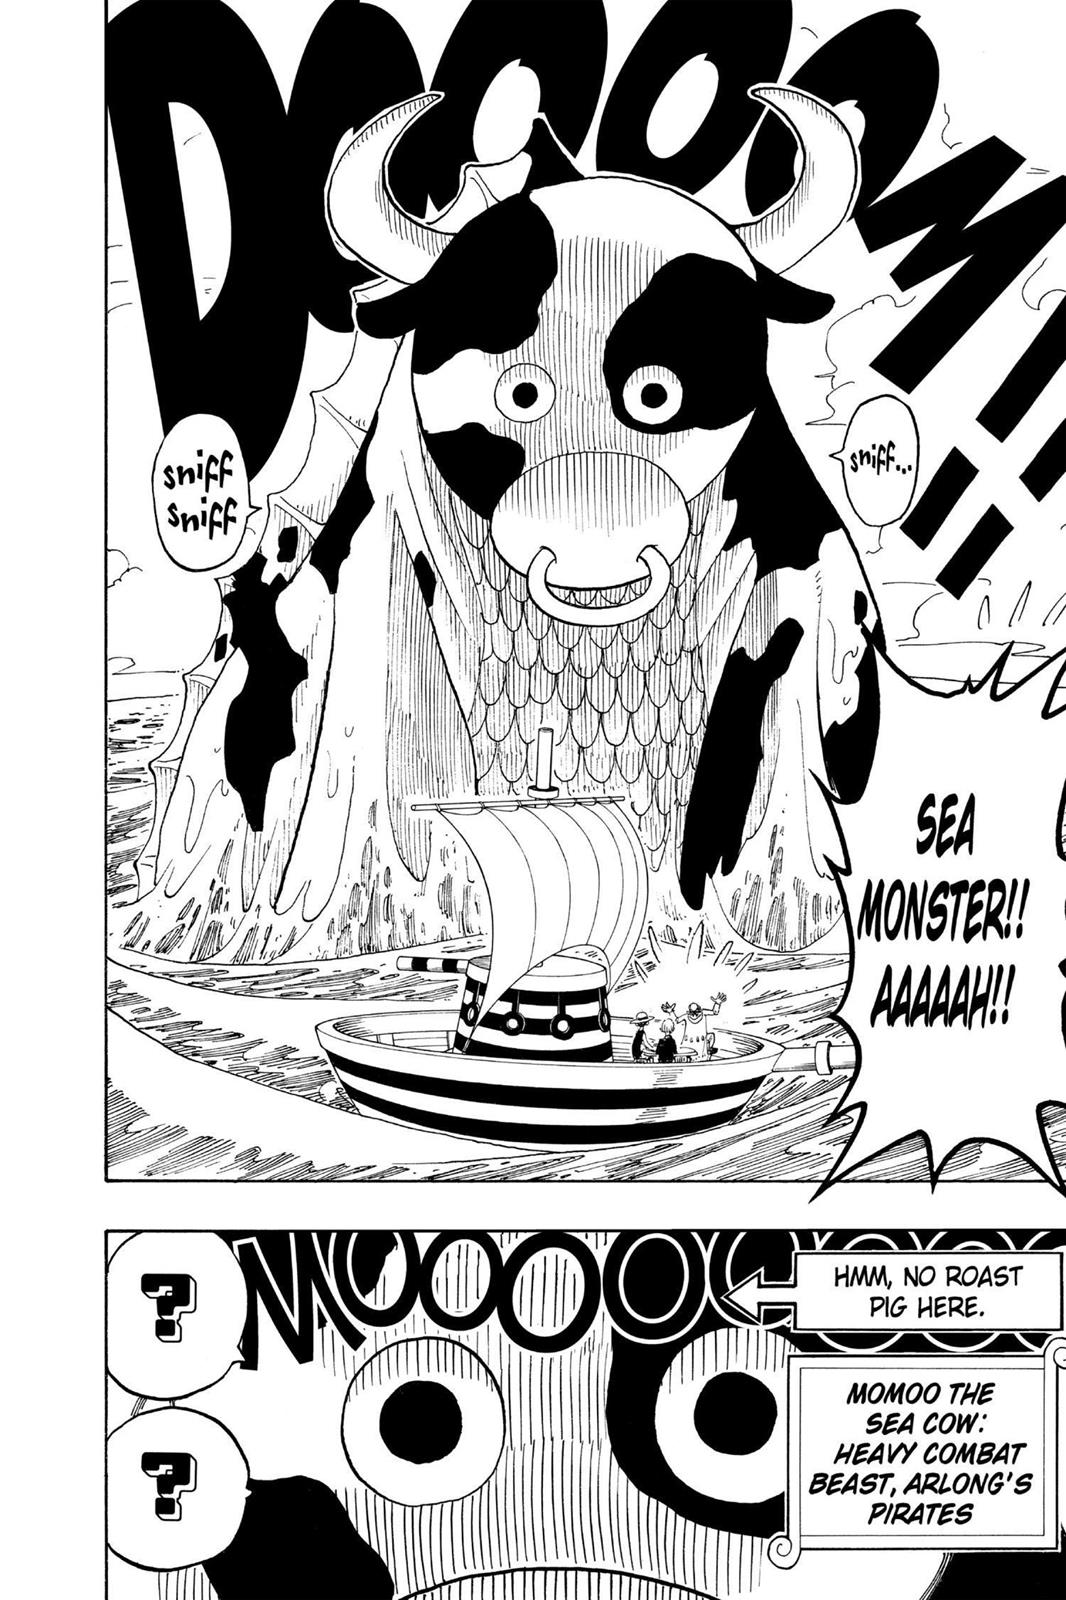 DOOOOM!!
sniff...
sniff
sniff
SEA
MONSTER!!
AAAAAH!!
HMM, NO ROAST
PIG HERE.
MOOOOOOOO
MOMOO THE
SEA COW:
HEAVY COMBAT
BEAST, ARLONG'S
PIRATES
?
?